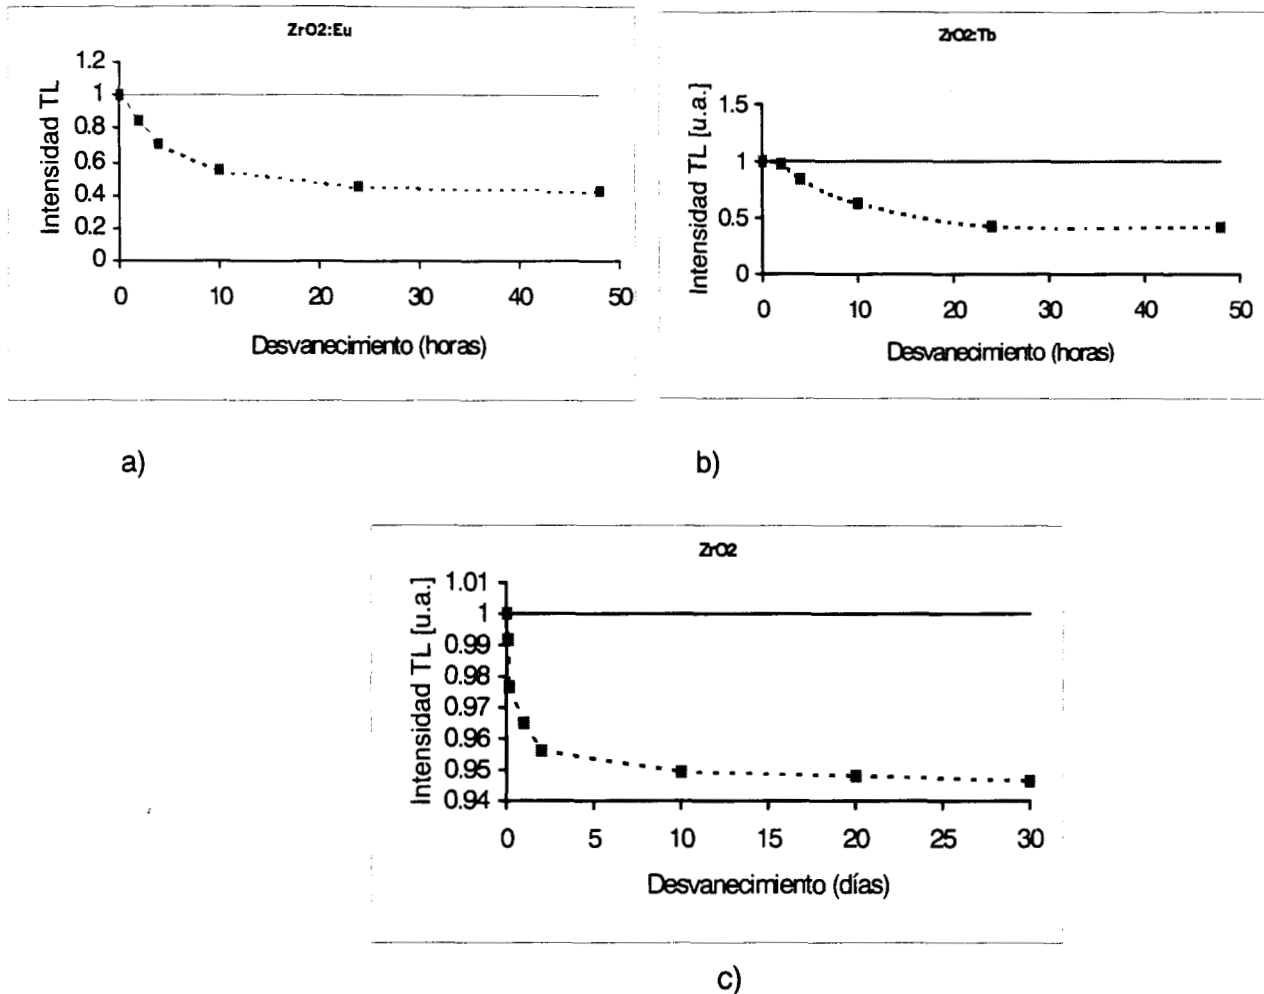 ZrO2:Eu
Intensidad TL
1.2
1
0.8
0.6
0.4
0.2
0
0 10 20 30 40 50
Desvanecimiento (horas)
a)
ZrO2:Tb
Intensidad TL [u.a.]
1.5
1
0.5
0
0 10 20 30 40 50
Desvanecimiento (horas)
b)
ZrO2
Intensidad TL [u.a.]
1.01
1
0.99
0.98
0.97
0.96
0.95
0.94
0 5 10 15 20 25 30
Desvanecimiento (días)
c)